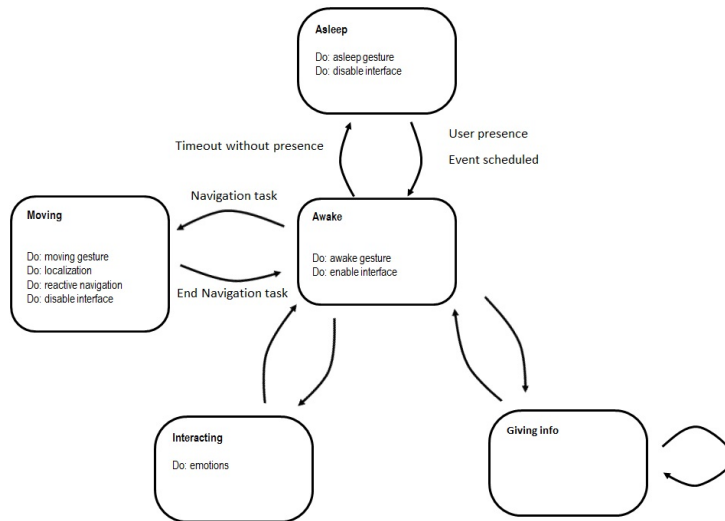 Asleep
Do: asleep gesture
Do: disable interface
Timeout without presence
User presence
Event scheduled
Navigation task
Moving
Do: moving gesture
Do: localization
Do: reactive navigation
Do: disable interface
Awake
Do: awake gesture
Do: enable interface
End Navigation task
Interacting
Do: emotions
Giving info